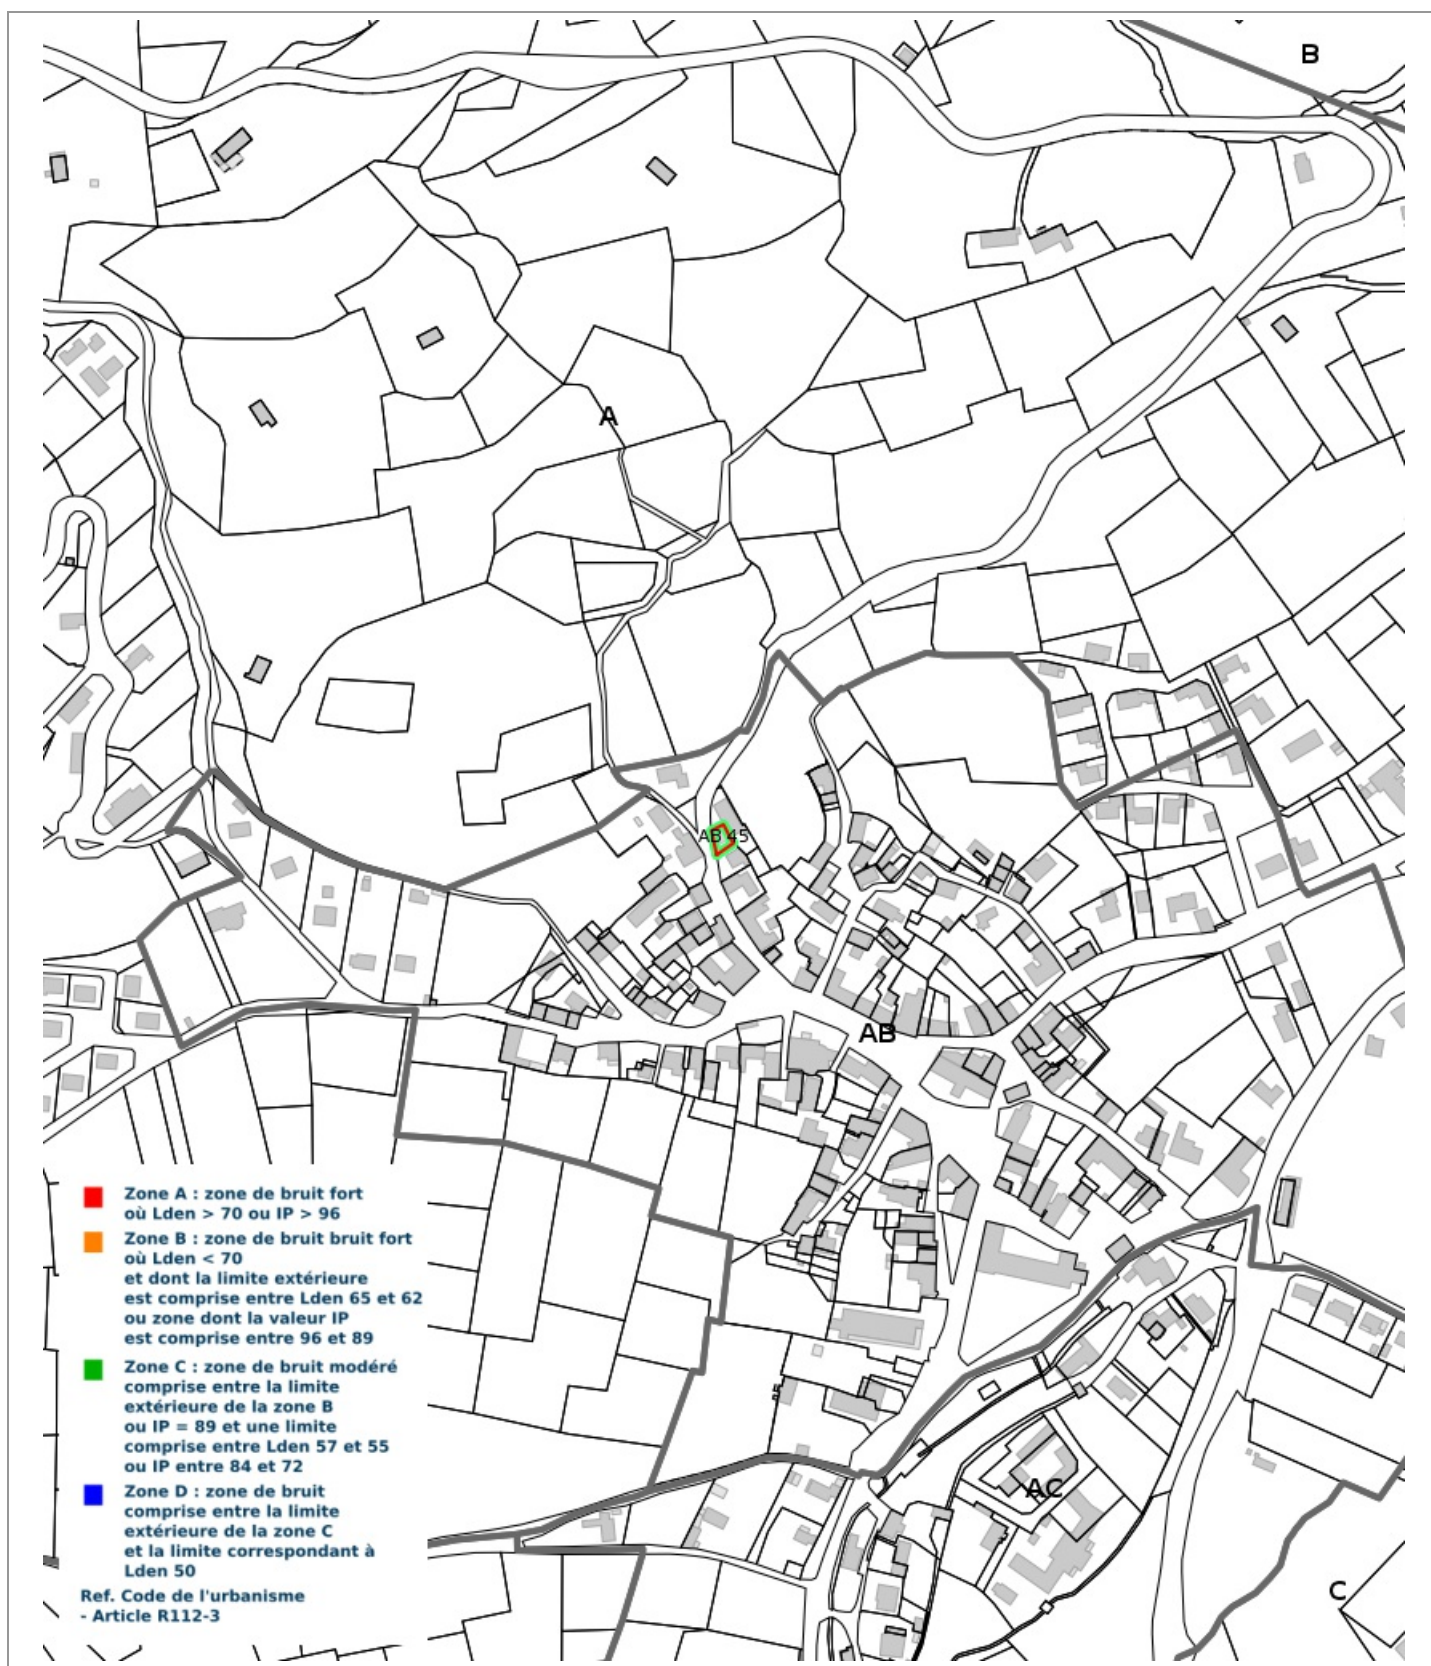 B
A
AB 45
AB
Zone A : zone de bruit fort
où Lden > 70 ou IP > 96
Zone B : zone de bruit bruit fort
où Lden < 70
et dont la limite extérieure
est comprise entre Lden 65 et 62
ou zone dont la valeur IP
est comprise entre 96 et 89
Zone C : zone de bruit modéré
comprise entre la limite
extérieure de la zone B
ou IP = 89 et une limite
comprise entre Lden 57 et 55
ou IP entre 84 et 72
Zone D : zone de bruit
comprise entre la limite
extérieure de la zone C
et la limite correspondant à
Lden 50
Ref. Code de l'urbanisme
- Article R112-3
AC
C